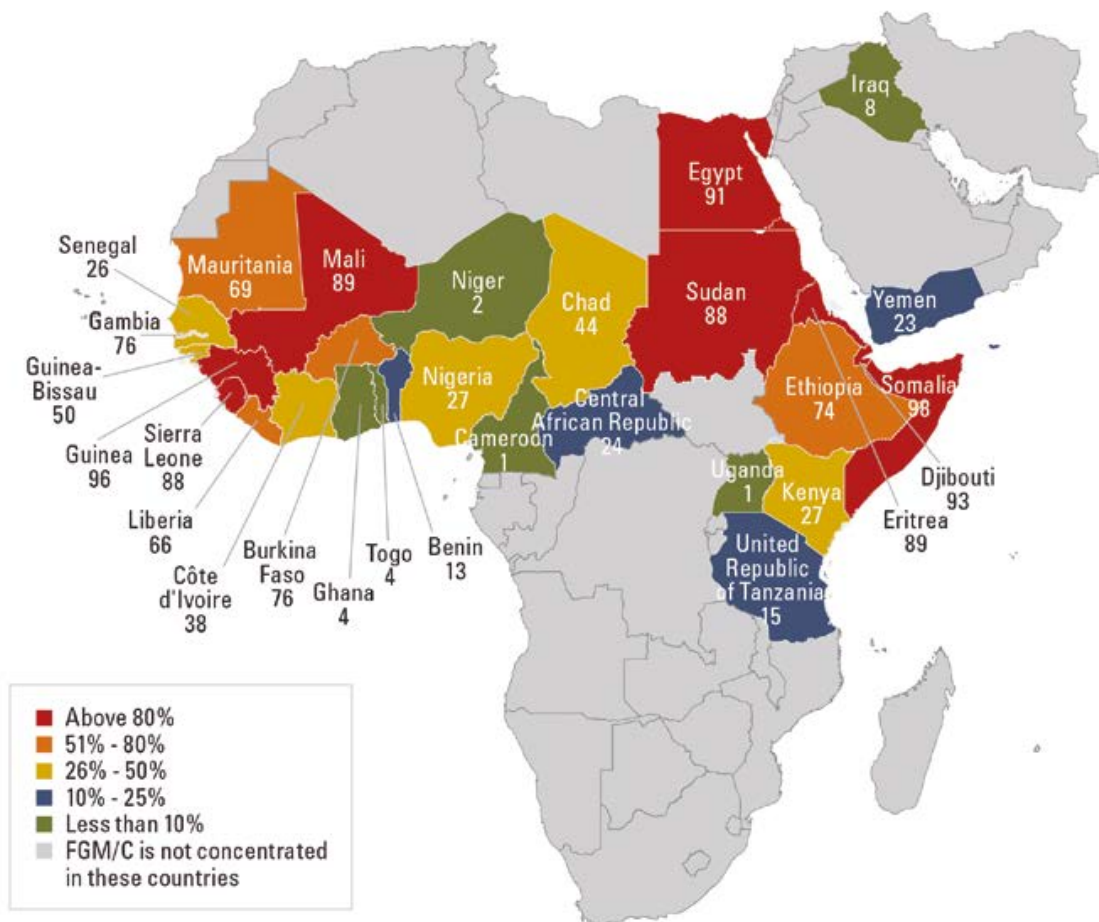 Iraq
8
Egypt
91
Senegal
26
Mauritania
69
Mali
89
Niger
2
Chad
44
Sudan
88
Yemen
23
Gambia
76
Guinea-
Bissau
50
Nigeria
27
Ethiopia
74
Somalia
98
Central
African Republic
24
Cameroon
1
Guinea
96
Sierra
Leone
88
Uganda
1
Kenya
27
Djibouti
93
Eritrea
89
Liberia
66
Côte
d'Ivoire
38
Burkina
Faso
76
Ghana
4
Togo
4
Benin
13
United
Republic
of Tanzania
15
Above 80%
51% - 80%
26% - 50%
10% - 25%
Less than 10%
FGM/C is not concentrated
in these countries